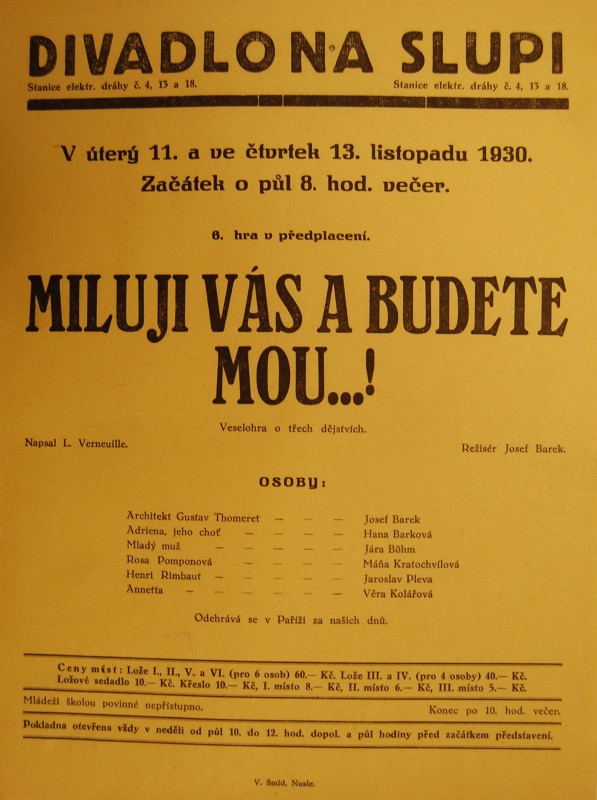 DIVADLO NA SLUPI
Stanice elektr. dráhy č. 4, 13 a 18. Stanice elektr. dráhy č. 4, 13 a 18.
V úterý 11. a ve čtvrtek 13. listopadu 1930.
Začátek o půl 8. hod. večer.
6. hra v předplacení.
MILUJI VÁS A BUDETE
MOU...!
Veselohra o třech dějstvích.
Napsal L. Verneuille. Režisér Josef Barek.
OSOBY:
Architekt Gustav Thomeret — — — Josef Barek
Adriena, jeho choť — — — — Hana Barková
Mladý muž — — — — — Jára Böhm
Rosa Pomponová — — — — Máňa Kratochvílová
Henri Rimbaut — — — — — Jaroslav Pleva
Annetta — — — — — Věra Kolářová
Odehrává se v Paříži za našich dnů.
Ceny míst: Lože I., II., V. a VI. (pro 6 osob) 60.— Kč. Lože III. a IV. (pro 4 osoby) 40.— Kč.
Ložové sedadlo 10.— Kč. Křeslo 10.— Kč, I. místo 8.— Kč, II. místo 6.— Kč, III. místo 5.— Kč.
Mládeži školou povinné nepřístupno. Konec po 10. hod. večer.
Pokladna otevřena vždy v neděli od půl 10. do 12. hod. dopol. a půl hodiny před začátkem představení.
V. Šmíd, Nusle.